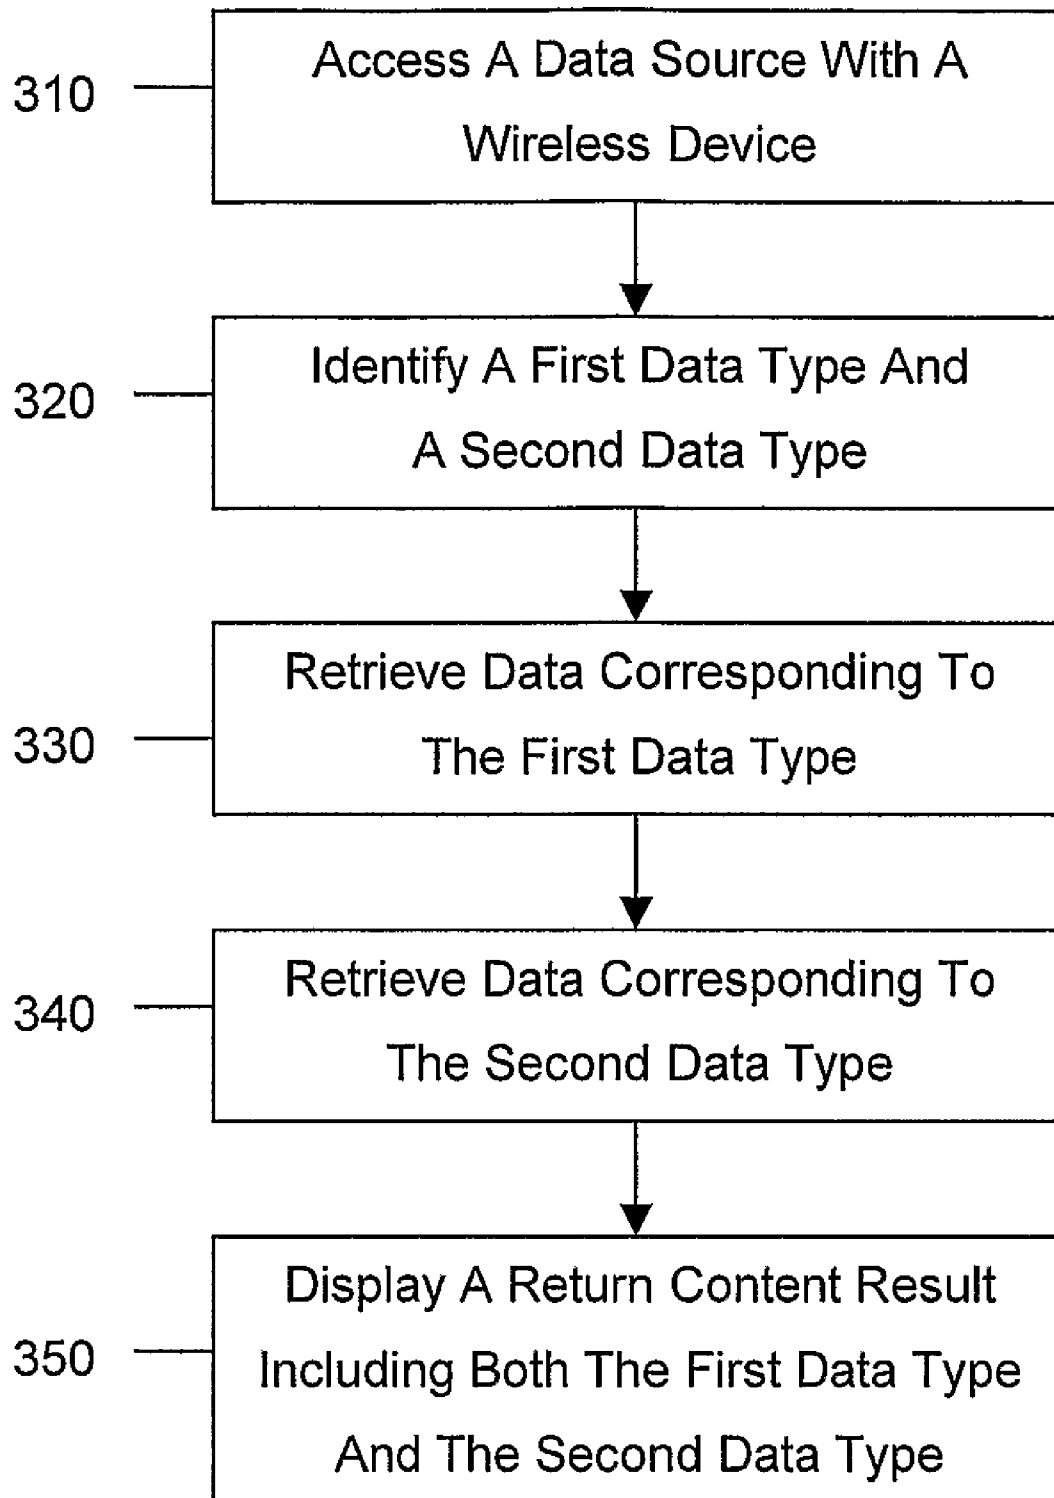 310
Access A Data Source With A
Wireless Device
320
Identify A First Data Type And
A Second Data Type
330
Retrieve Data Corresponding To
The First Data Type
340
Retrieve Data Corresponding To
The Second Data Type
350
Display A Return Content Result
Including Both The First Data Type
And The Second Data Type